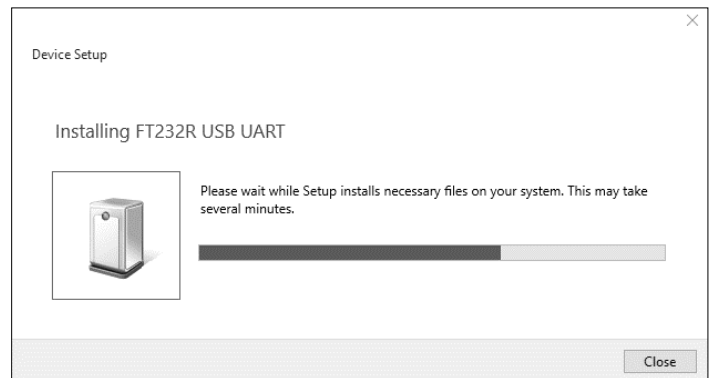 Device Setup
Installing FT232R USB UART
Please wait while Setup installs necessary files on your system. This may take
several minutes.
Close